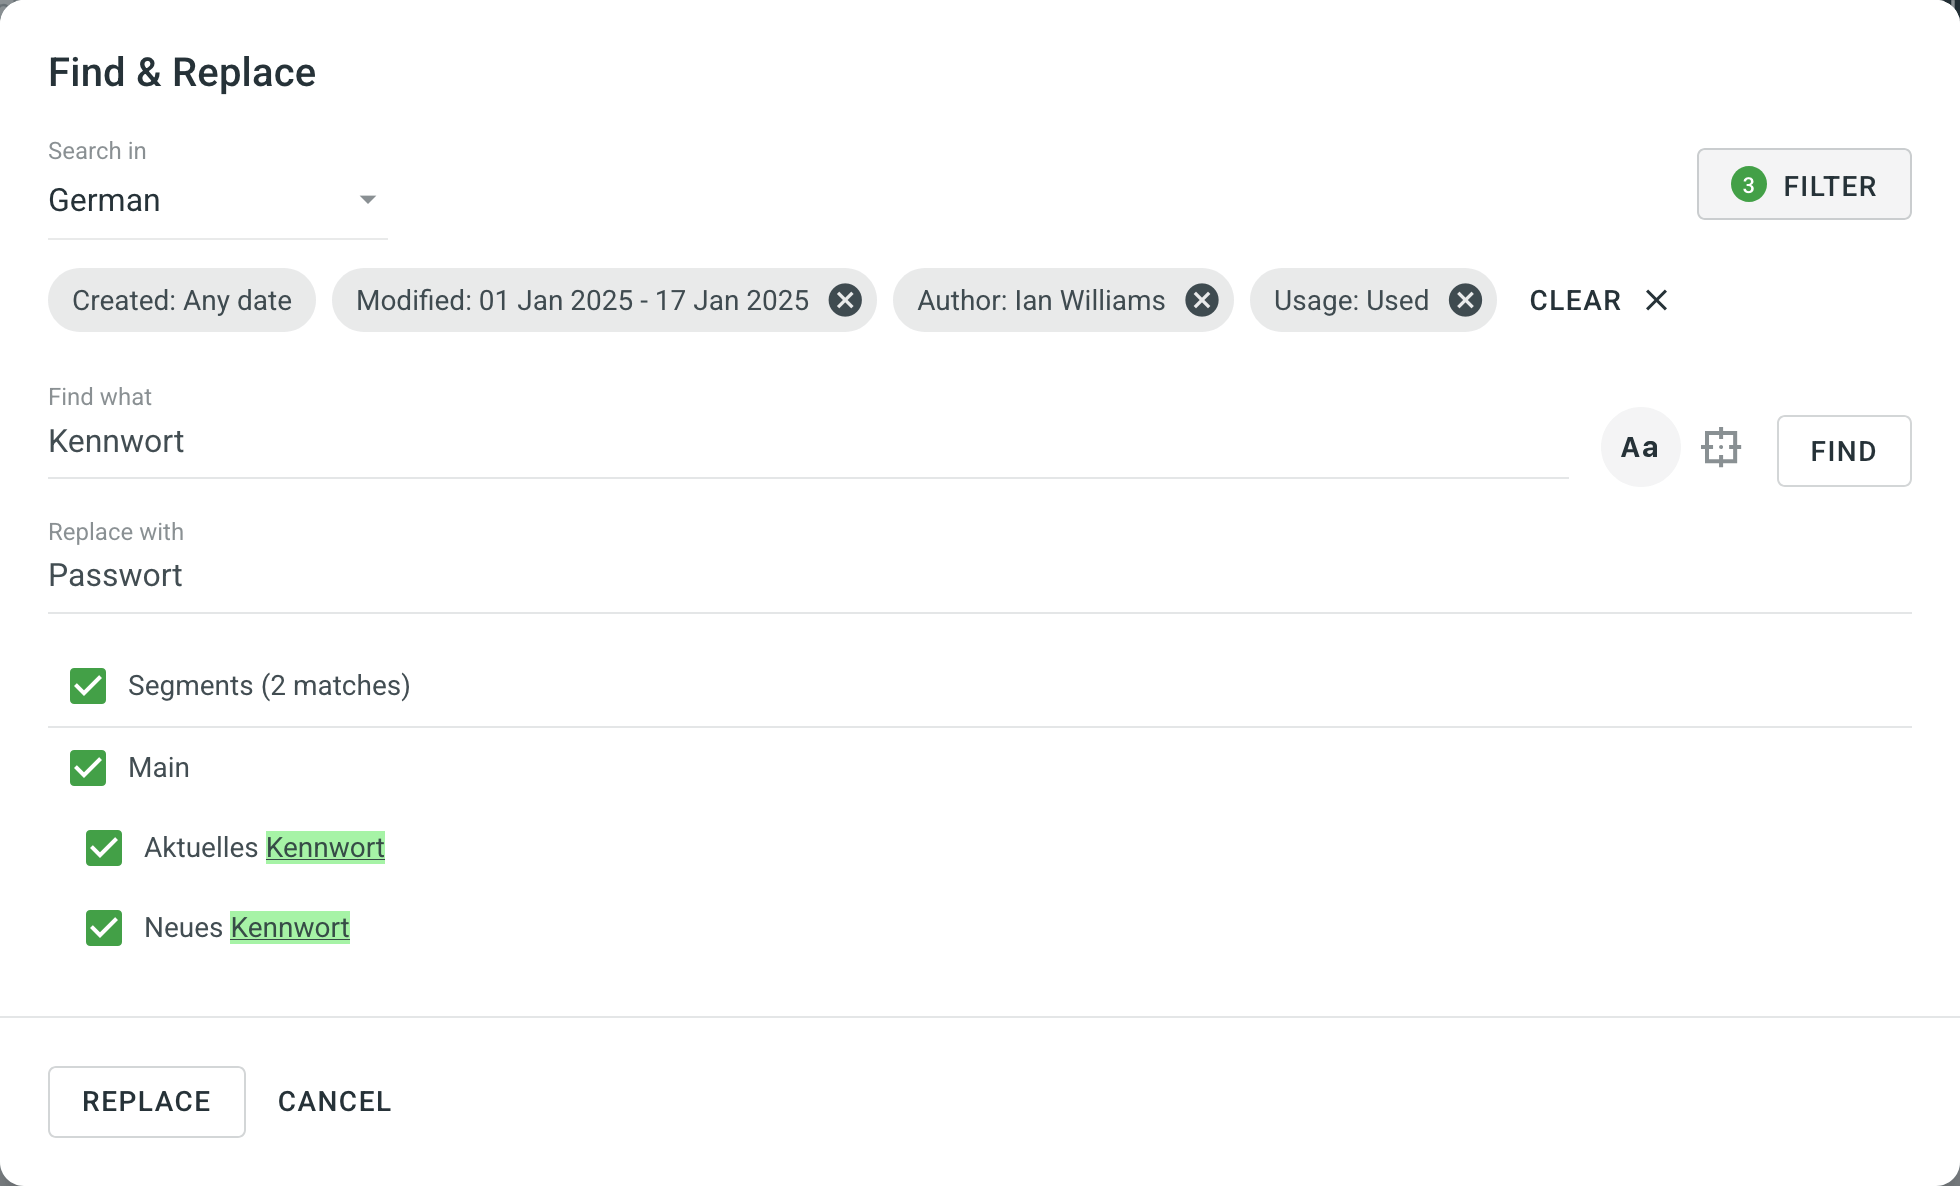 Find & Replace
Search in
German
3 FILTER
Created: Any date Modified: 01 Jan 2025 - 17 Jan 2025 Author: Ian Williams Usage: Used CLEAR
Find what
Kennwort
Aa FIND
Replace with
Passwort
Segments (2 matches)
Main
Aktuelles Kennwort
Neues Kennwort
REPLACE CANCEL